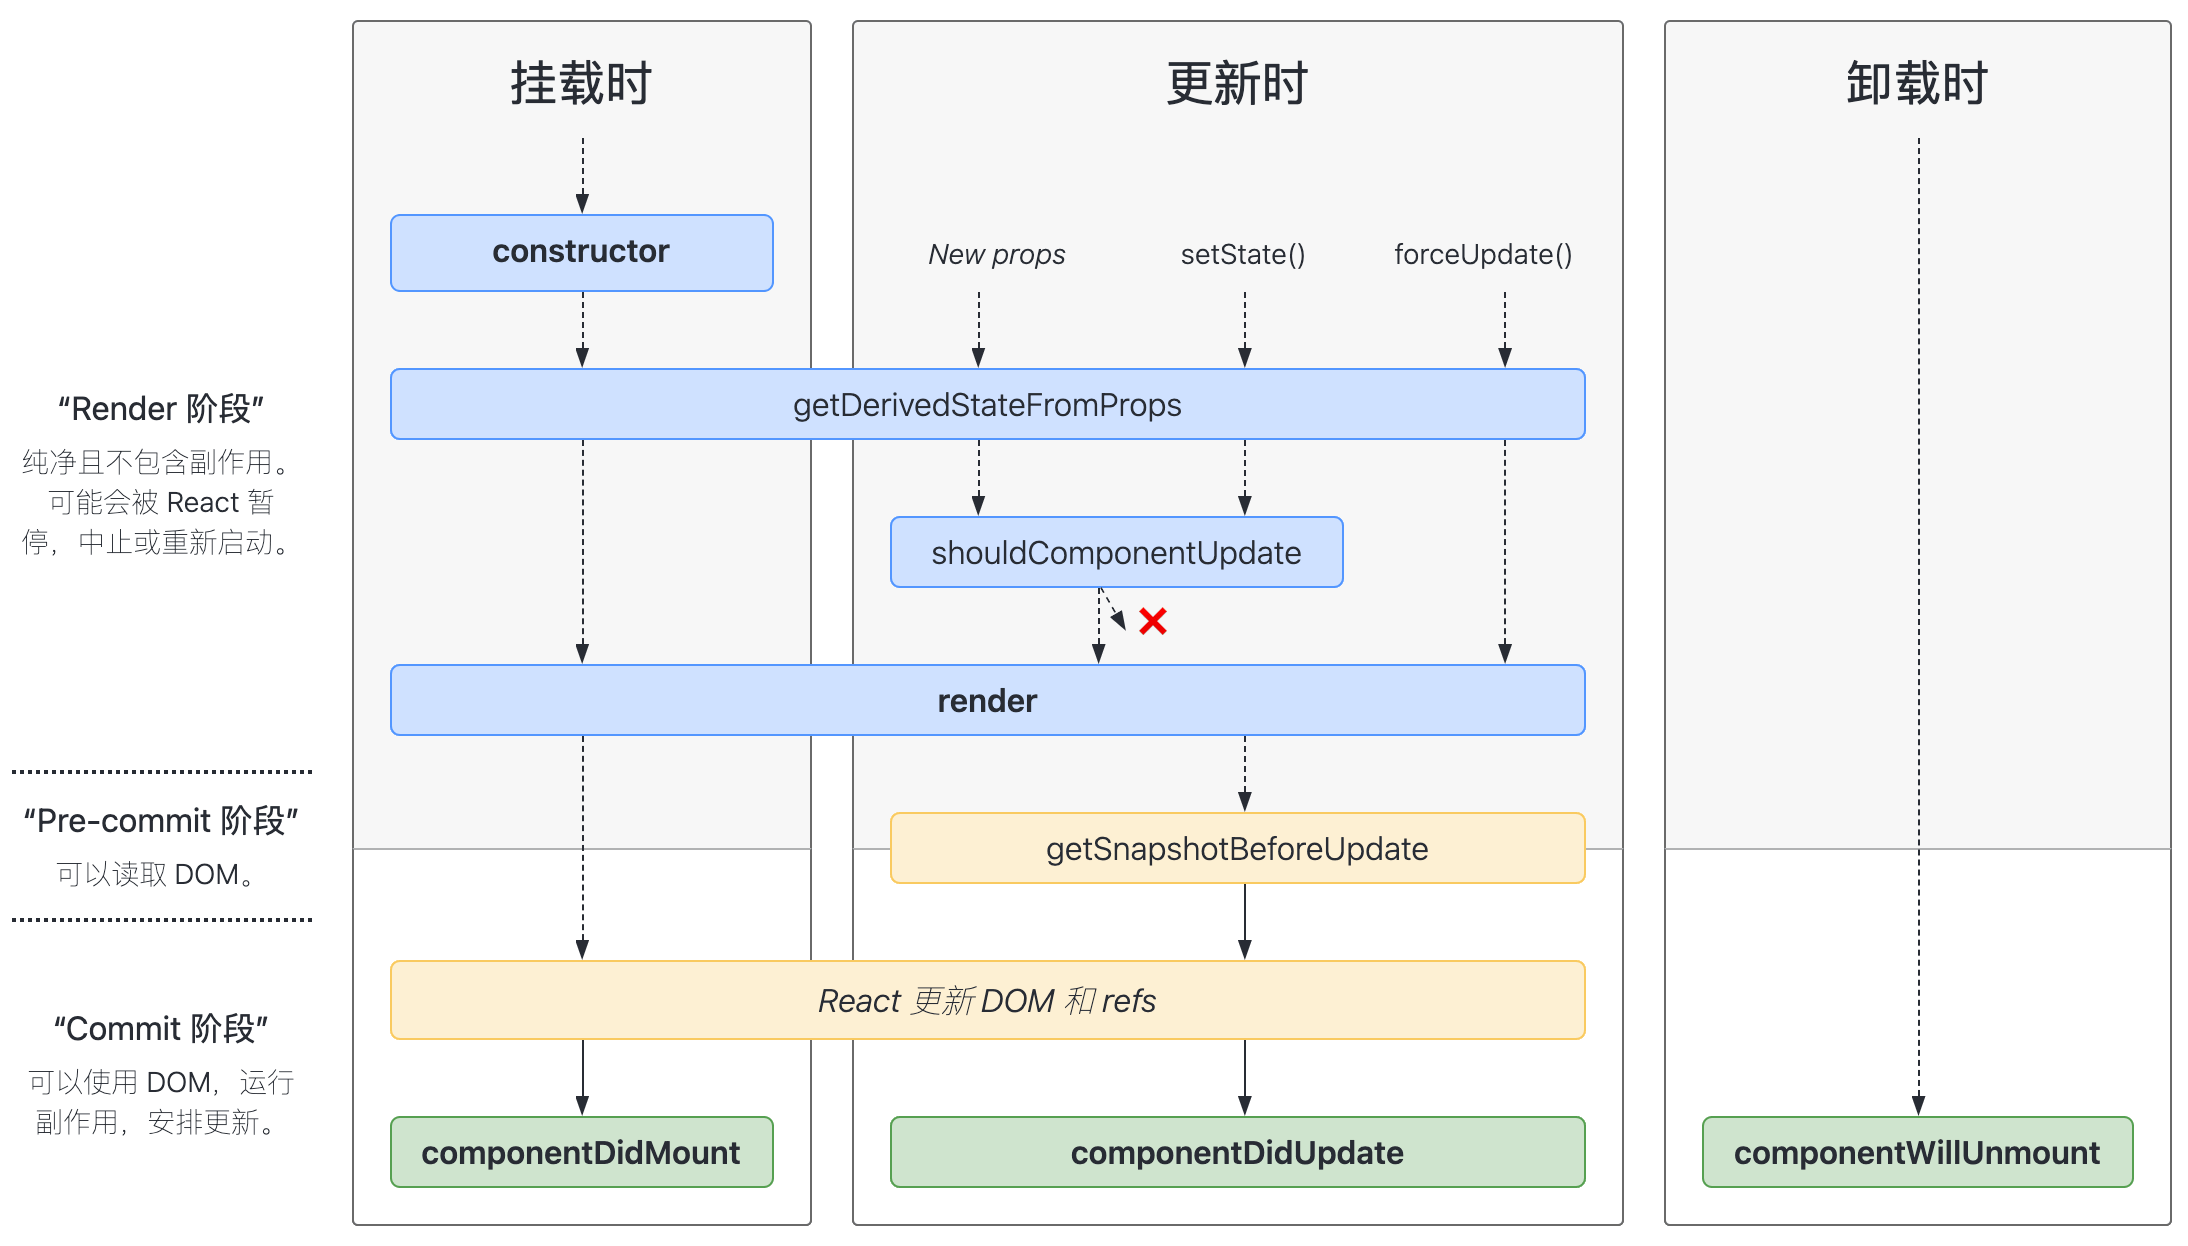 挂载时
更新时
卸载时
constructor
New props
setState()
forceUpdate()
getDerivedStateFromProps
“Render 阶段”
纯净且不包含副作用。
可能会被 React 暂
停，中止或重新启动。
shouldComponentUpdate
render
“Pre-commit 阶段”
可以读取 DOM。
getSnapshotBeforeUpdate
React 更新 DOM 和 refs
“Commit 阶段”
可以使用 DOM，运行
副作用，安排更新。
componentDidMount
componentDidUpdate
componentWillUnmount